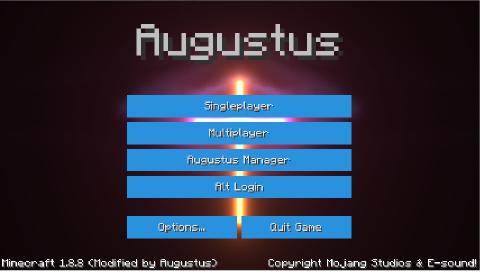 Augustus
Singleplayer
Multiplayer
Augustus Manager
Alt Login
Options... Quit Game
Minecraft 1.8.8 (Modified by Augustus) Copyright Mojang Studios & E-sound!